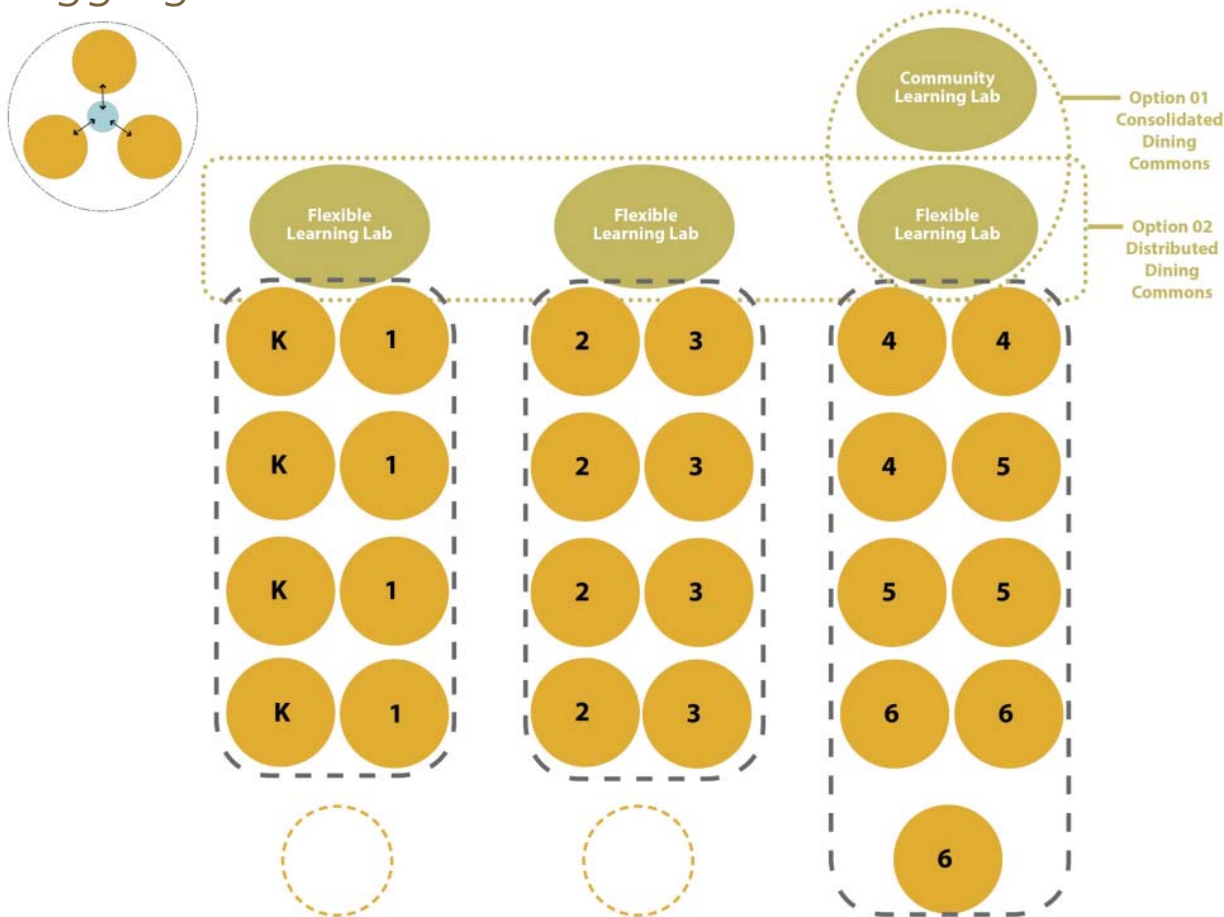 Community
Learning Lab
Option 01
Consolidated
Dining
Commons
Flexible
Learning Lab
Flexible
Learning Lab
Flexible
Learning Lab
Option 02
Distributed
Dining
Commons
K 1 2 3 4 4
K 1 2 3 4 5
K 1 2 3 5 5
K 1 2 3 6 6
6